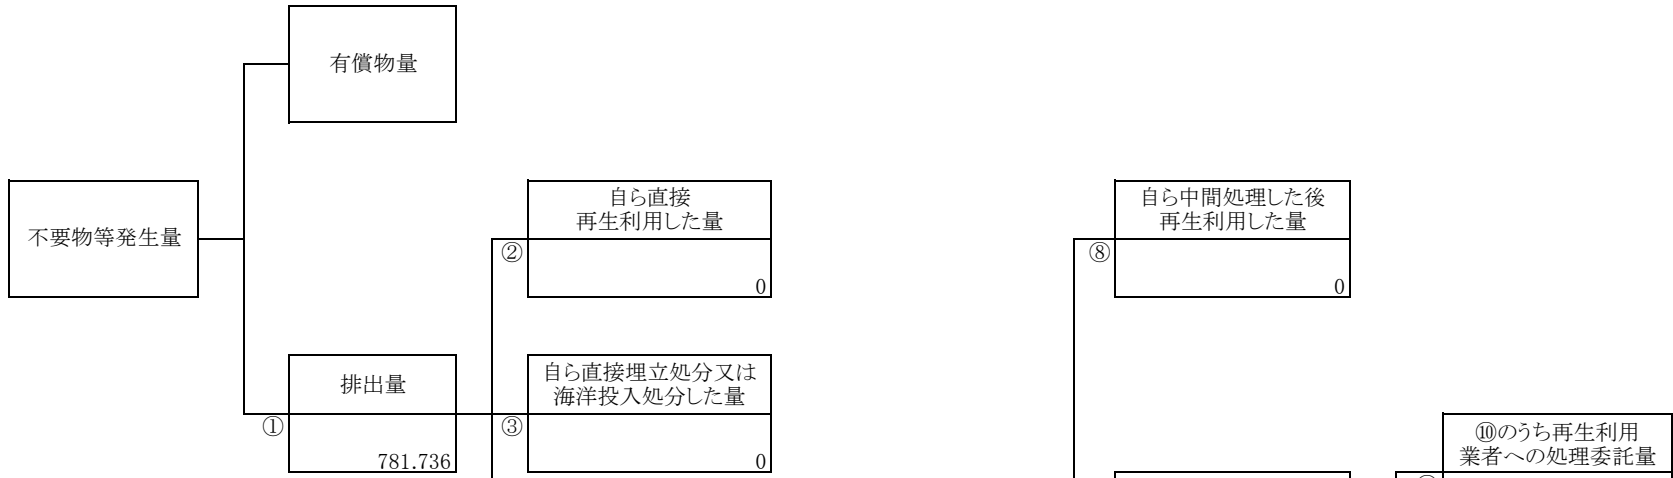 有償物量
不要物等発生量
自ら直接
再生利用した量
②
0
自ら中間処理した後
再生利用した量
⑧
0
排出量
①
781.736
自ら直接埋立処分又は
海洋投入処分した量
③
0
⑩のうち再生利用
業者への処理委託量